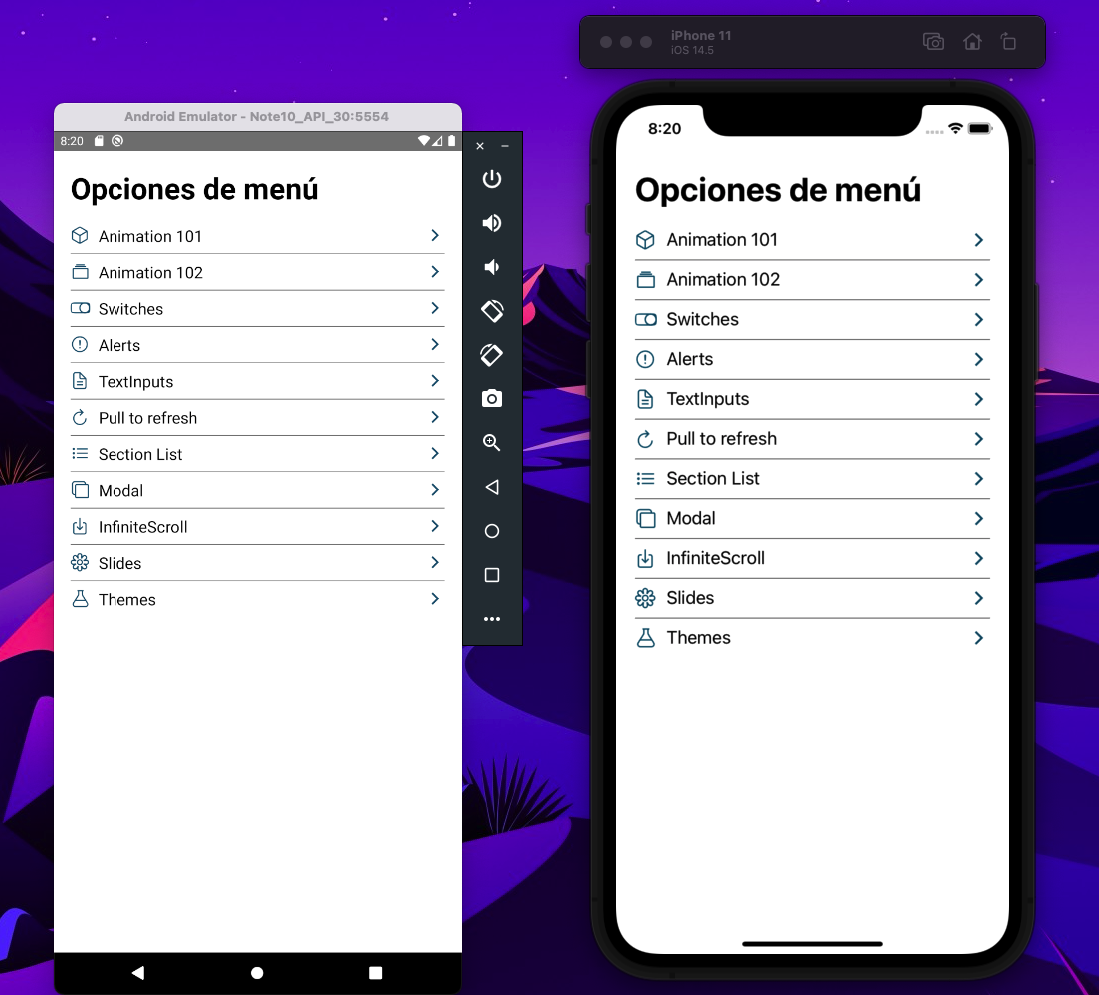 Android Emulator - Note10_API_30:5554
8:20
Opciones de menú
Animation 101
Animation 102
Switches
Alerts
TextInputs
Pull to refresh
Section List
Modal
InfiniteScroll
Slides
Themes
iPhone 11
iOS 14.5
8:20
Opciones de menú
Animation 101
Animation 102
Switches
Alerts
TextInputs
Pull to refresh
Section List
Modal
InfiniteScroll
Slides
Themes